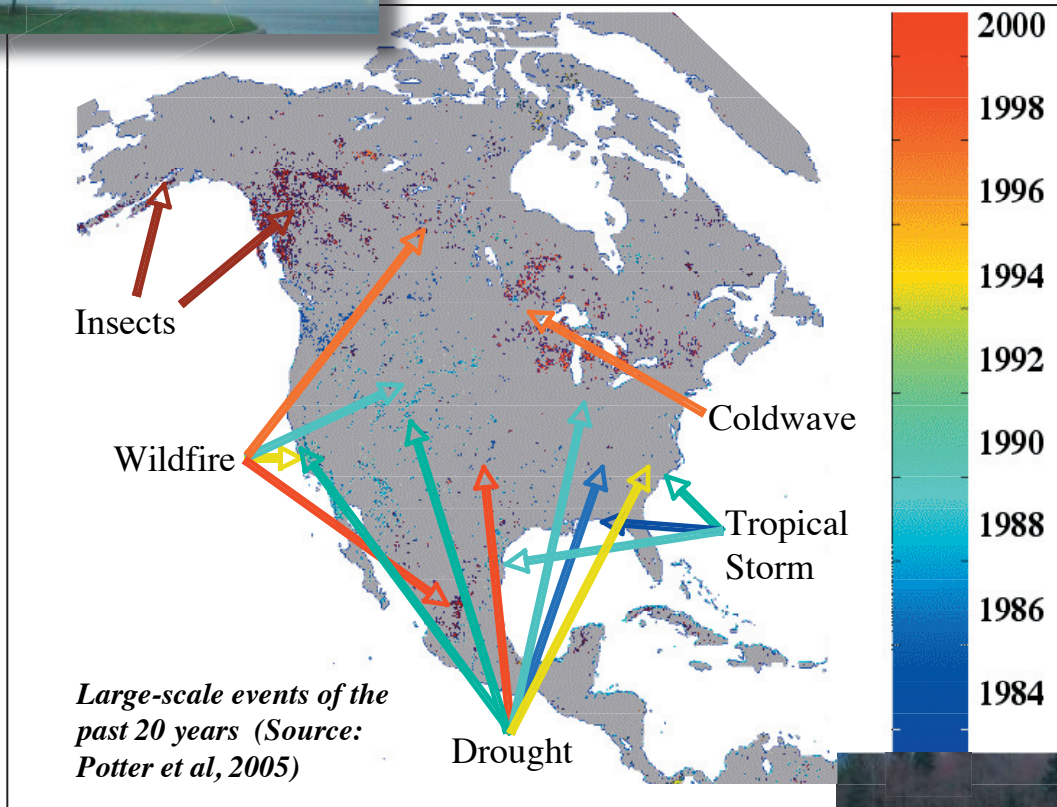 2000
1998
1996
1994
1992
1990
1988
1986
1984
Insects
Wildfire
Coldwave
Tropical
Storm
Drought
Large-scale events of the
past 20 years (Source:
Potter et al, 2005)